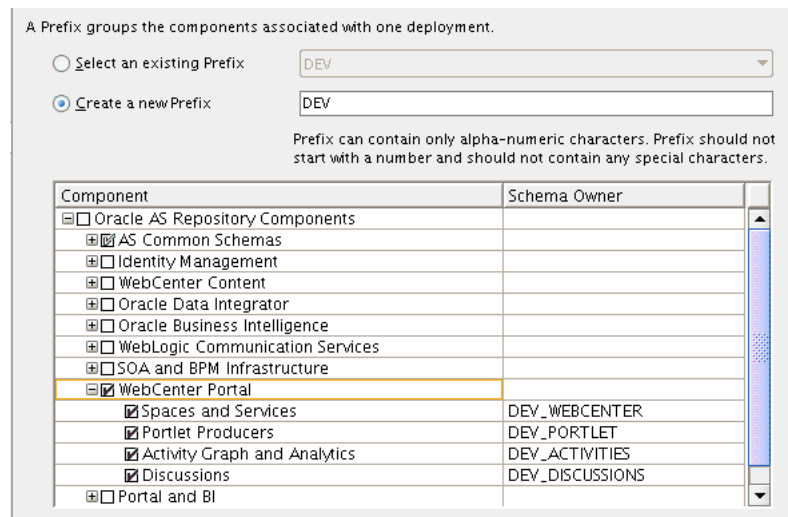 A Prefix groups the components associated with one deployment.
Select an existing Prefix
DEV
Create a new Prefix
DEV
Prefix can contain only alpha-numeric characters. Prefix should not
start with a number and should not contain any special characters.
Component Schema Owner
Oracle AS Repository Components
AS Common Schemas
Identity Management
WebCenter Content
Oracle Data Integrator
Oracle Business Intelligence
WebLogic Communication Services
SOA and BPM Infrastructure
WebCenter Portal
Spaces and Services DEV_WEBCENTER
Portlet Producers DEV_PORTLET
Activity Graph and Analytics DEV_ACTIVITIES
Discussions DEV_DISCUSSIONS
Portal and BI